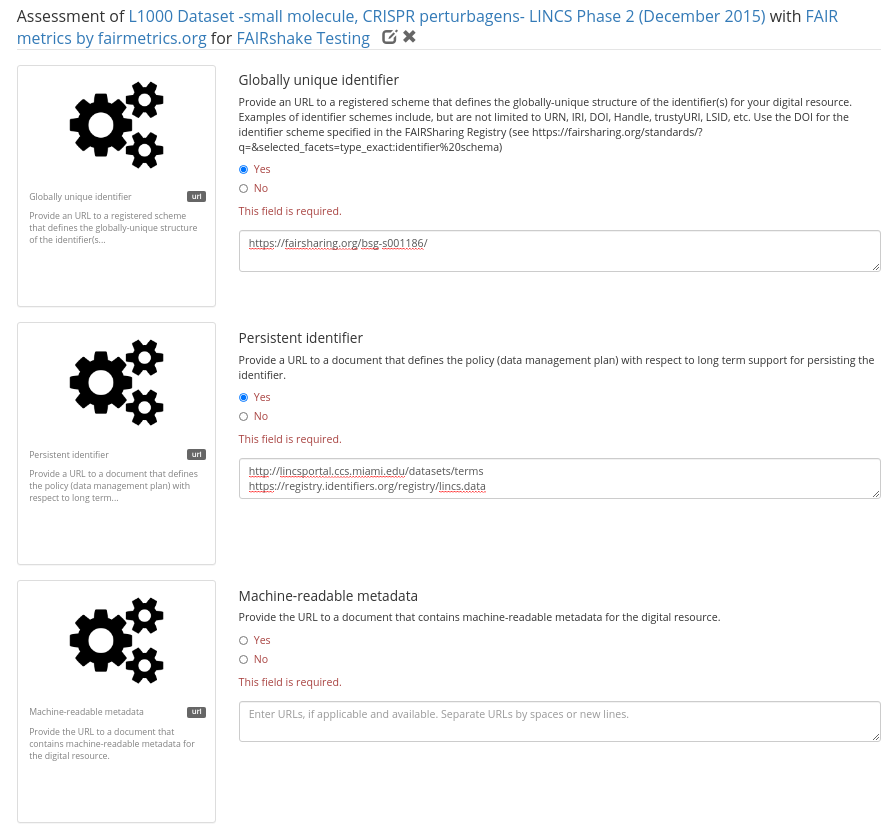 Assessment of L1000 Dataset -small molecule, CRISPR perturbagens- LINCS Phase 2 (December 2015) with FAIR
metrics by fairmetrics.org for FAIRshake Testing
Globally unique identifier
Provide an URL to a registered scheme that defines the globally-unique structure of the identifier(s) for your digital resource.
Examples of identifier schemes include, but are not limited to URN, IRI, DOI, Handle, trustyURI, LSID, etc. Use the DOI for the
identifier scheme specified in the FAIRSharing Registry (see https://fairsharing.org/standards/?
q=&selected_facets=type_exact:identifier%20schema)
Yes
No
This field is required.
https://fairsharing.org/bsg-s001186/
Globally unique identifier url
Provide an URL to a registered scheme
that defines the globally-unique structure
of the identifier(s...
Persistent identifier
Provide a URL to a document that defines the policy (data management plan) with respect to long term support for persisting the
identifier.
Yes
No
This field is required.
http://lincsportal.ccs.miami.edu/datasets/terms
https://registry.identifiers.org/registry/lincs.data
Persistent identifier url
Provide a URL to a document that defines
the policy (data management plan) with
respect to long term...
Machine-readable metadata
Provide the URL to a document that contains machine-readable metadata for the digital resource.
Yes
No
This field is required.
Enter URLs, if applicable and available. Separate URLs by spaces or new lines.
Machine-readable metadata url
Provide the URL to a document that
contains machine-readable metadata for
the digital resource.